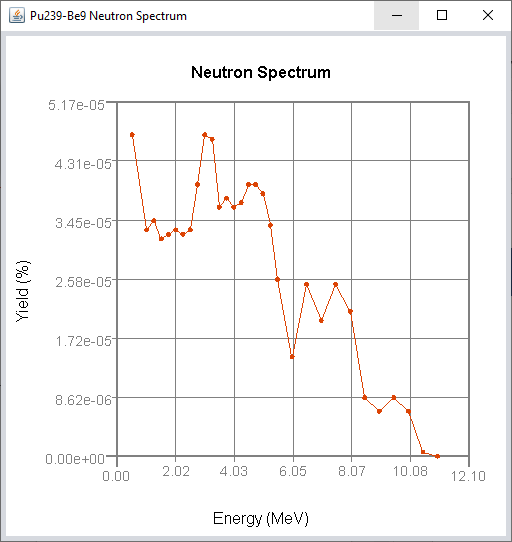 Pu239-Be9 Neutron Spectrum
Neutron Spectrum
5.17e-05
4.31e-05
3.45e-05
2.58e-05
1.72e-05
8.62e-06
0.00e+00
Yield (%)
0.00 2.02 4.03 6.05 8.07 10.08 12.10
Energy (MeV)